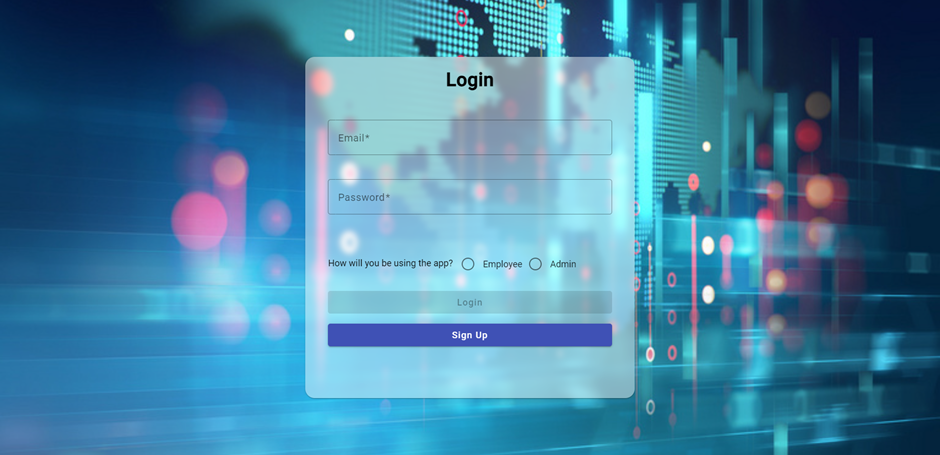 Login
Email*
Password*
How will you be using the app? Employee Admin
Login
Sign Up